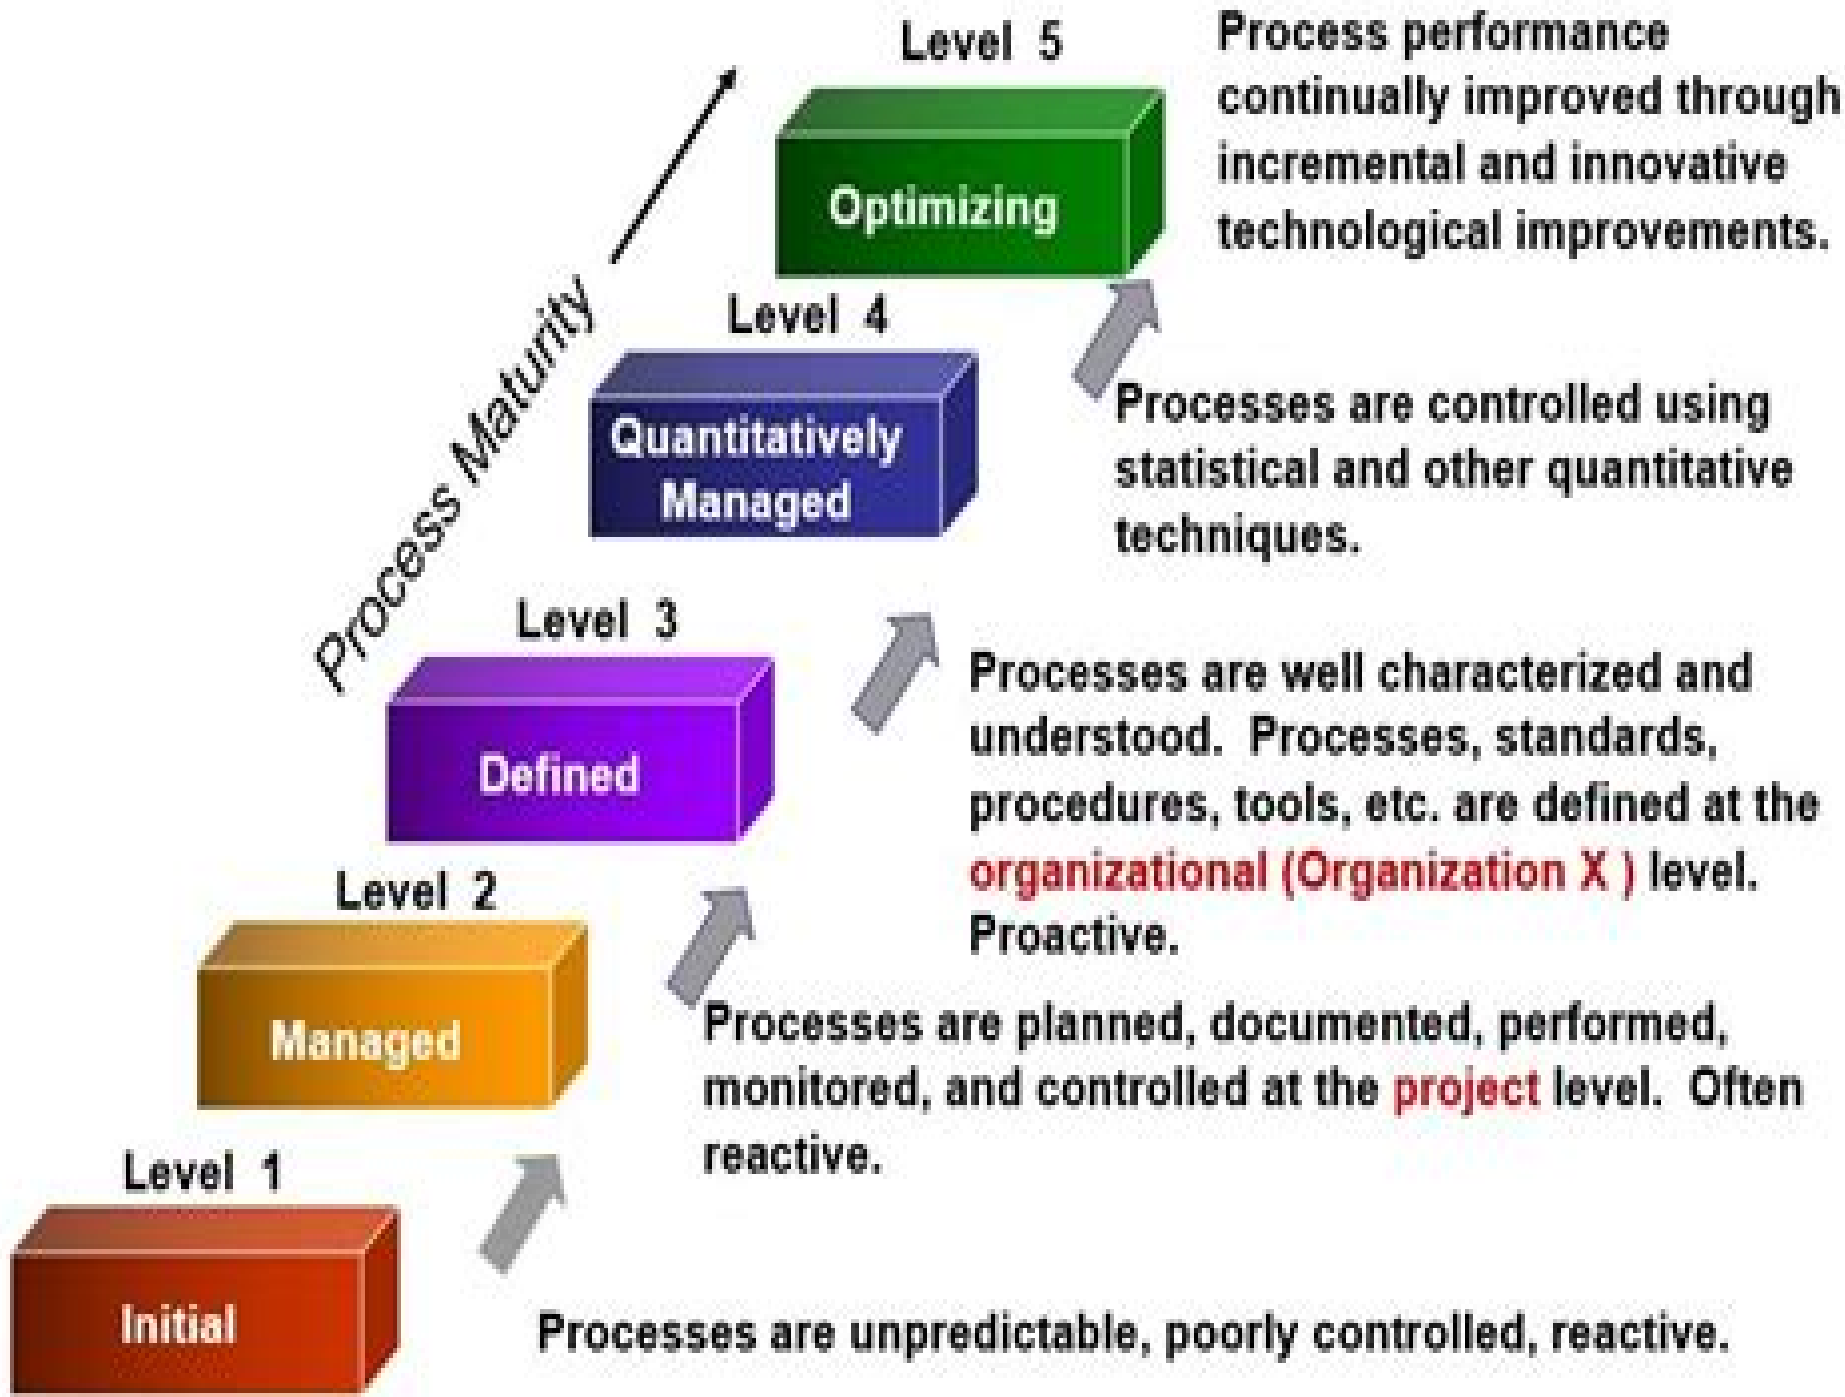 Level 5
Optimizing
Process performance
continually improved through
incremental and innovative
technological improvements.
Process Maturity
Level 4
Quantitatively
Managed
Processes are controlled using
statistical and other quantitative
techniques.
Level 3
Defined
Processes are well characterized and
understood. Processes, standards,
procedures, tools, etc. are defined at the
organizational (Organization X ) level.
Proactive.
Level 2
Managed
Processes are planned, documented, performed,
monitored, and controlled at the project level. Often
reactive.
Level 1
Initial
Processes are unpredictable, poorly controlled, reactive.